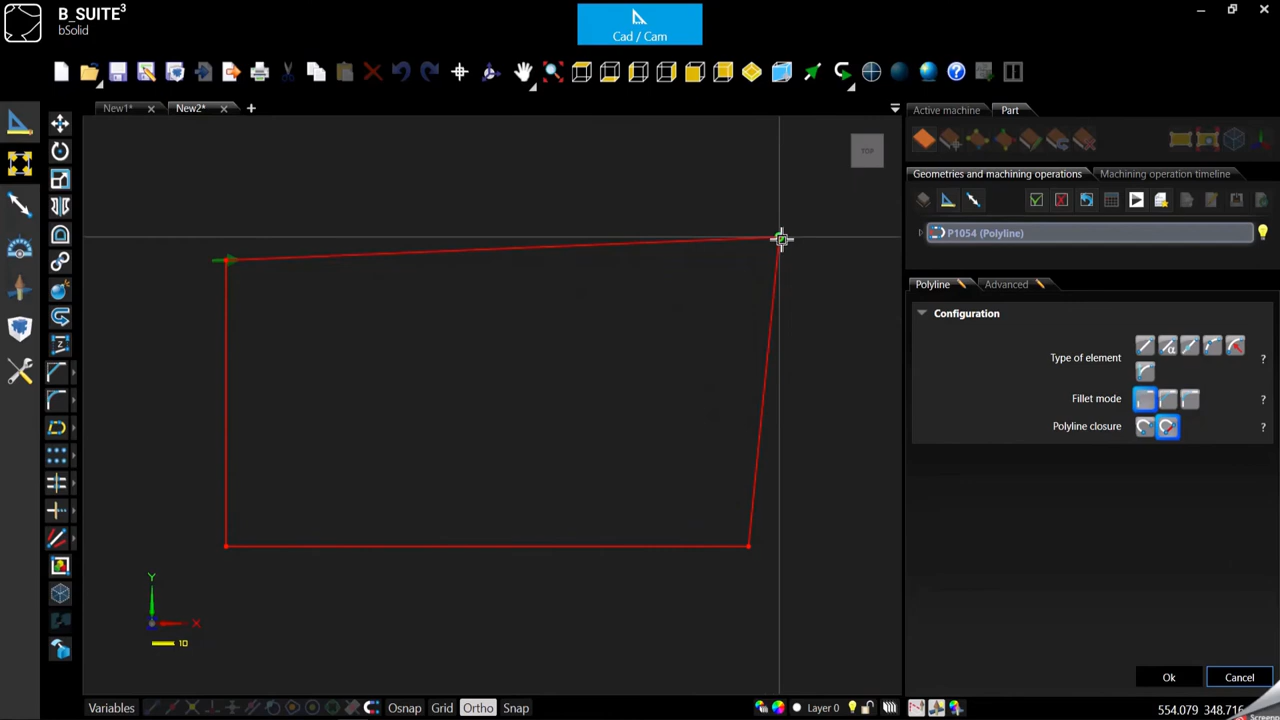 B_SUITE³
bSolid
Cad / Cam
New1*
New2*
Active machine
Part
TOP
Geometries and machining operations
Machining operation timeline
P1054 (Polyline)
Polyline
Advanced
Configuration
Type of element
?
Fillet mode
?
Polyline closure
?
Y
X
10
Ok
Cancel
Variables
Osnap
Grid
Ortho
Snap
Layer 0
554.079
348.716